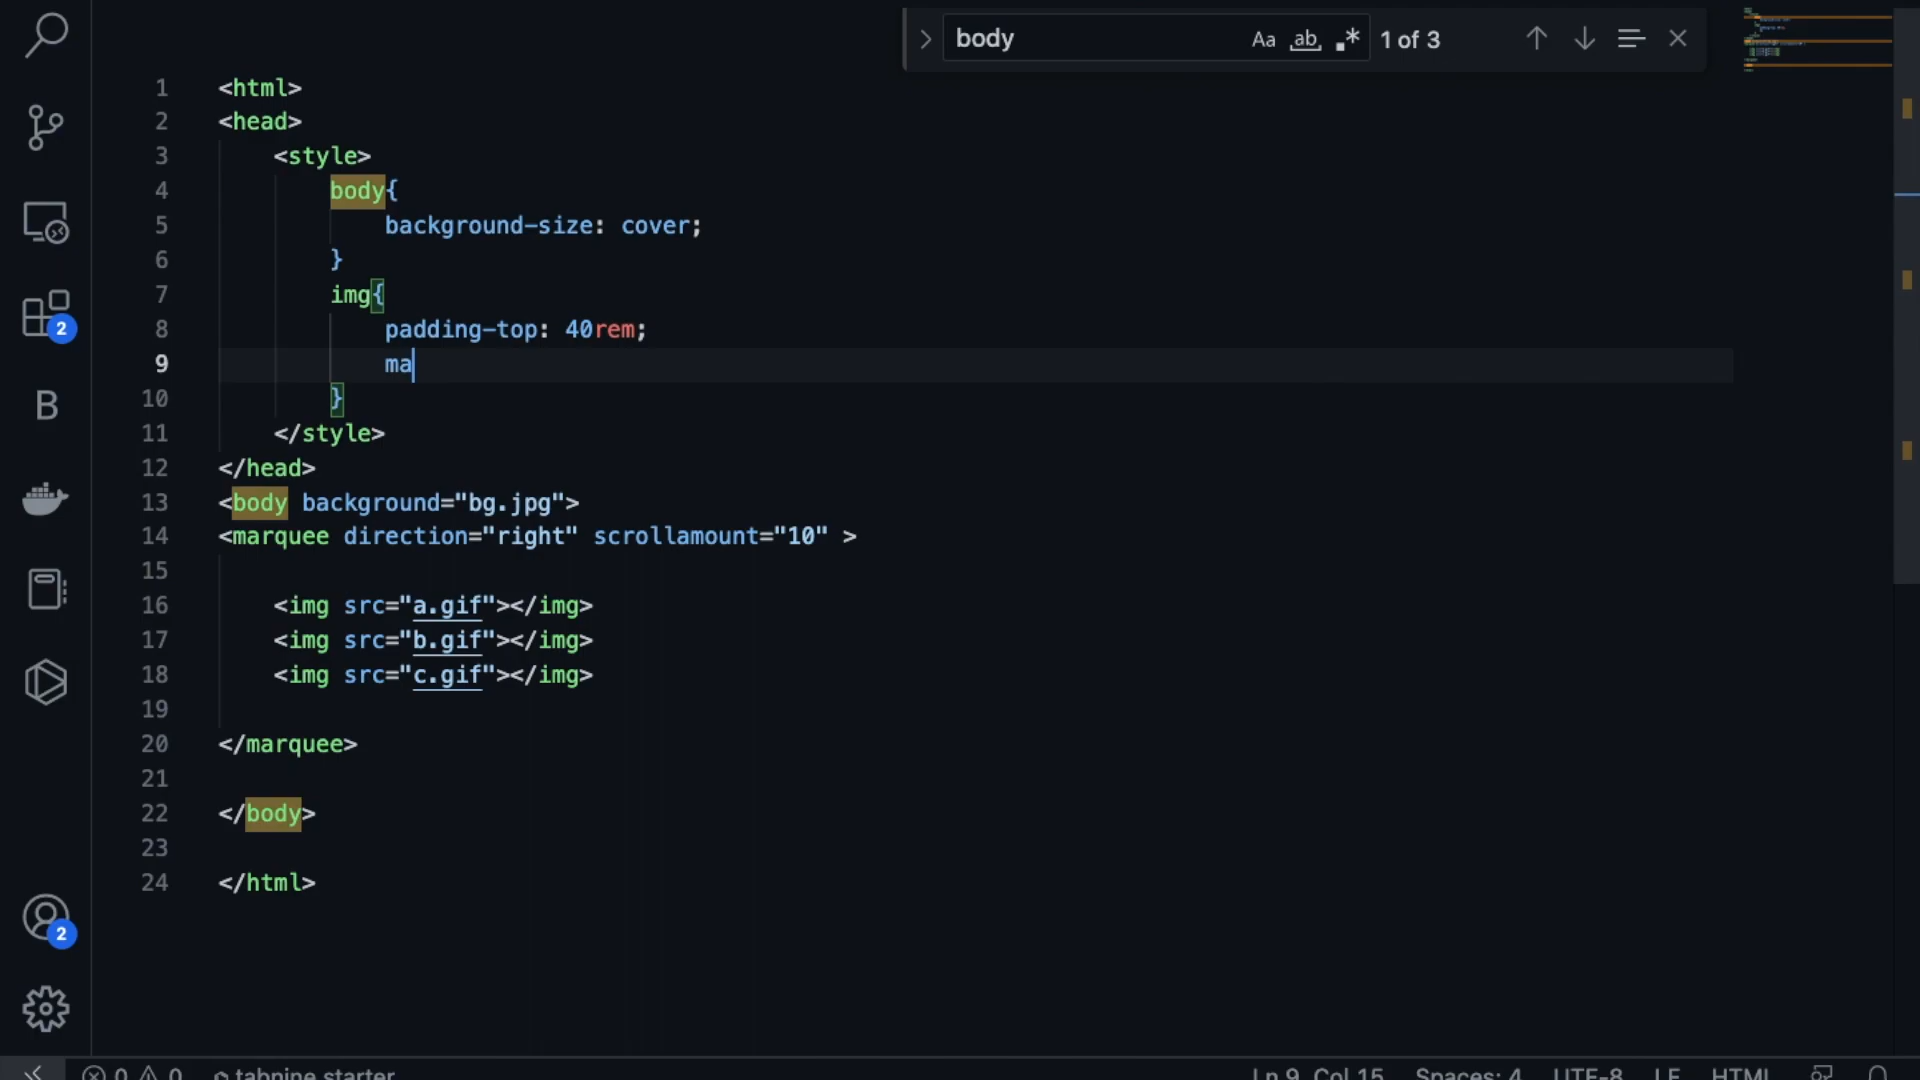 body Aa ab .* 1 of 3
1 <html>
2 <head>
3 <style>
4 body{
5 background-size: cover;
6 }
7 img{
8 padding-top: 40rem;
9 ma
10 }
11 </style>
12 </head>
13 <body background="bg.jpg">
14 <marquee direction="right" scrollamount="10" >
15
16 <img src="a.gif"></img>
17 <img src="b.gif"></img>
18 <img src="c.gif"></img>
19
20 </marquee>
21
22 </body>
23
24 </html>
2
B
2
0 0 tabnine starter Ln 9, Col 15 Spaces: 4 UTF-8 LF HTML